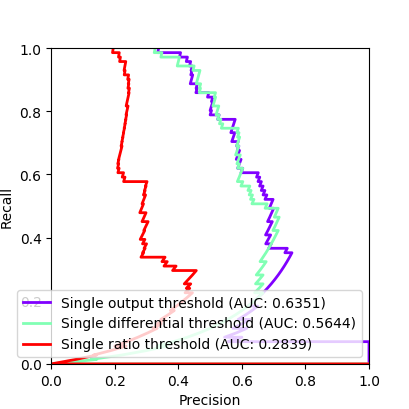 1.0
0.8
0.6
0.4
0.2
0.0
Recall
Single output threshold (AUC: 0.6351)
Single differential threshold (AUC: 0.5644)
Single ratio threshold (AUC: 0.2839)
0.0 0.2 0.4 0.6 0.8 1.0
Precision